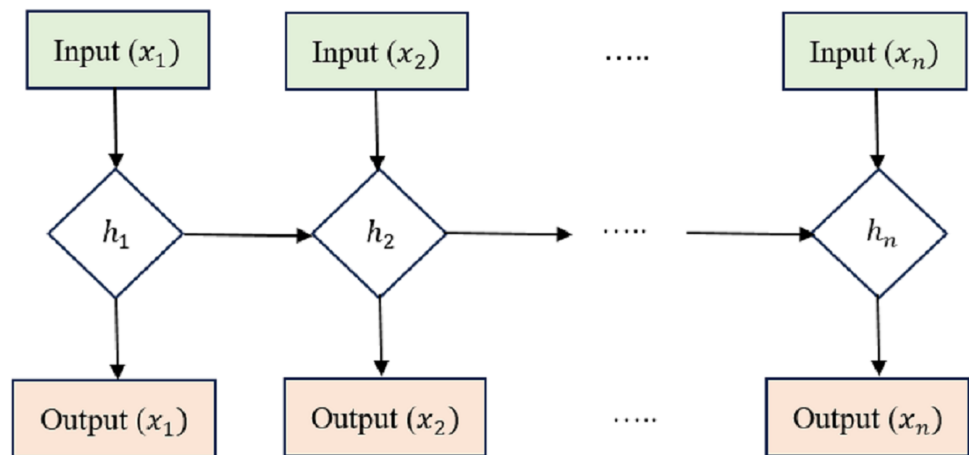 Input (x₁) Input (x₂) ..... Input (xₙ)
h₁ h₂ ..... hₙ
Output (x₁) Output (x₂) ..... Output (xₙ)